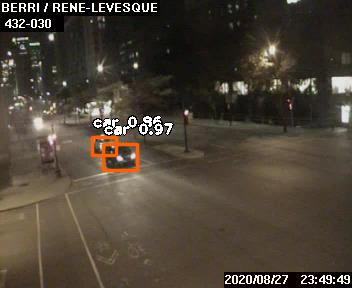 BERRI / RENE-LEVESQUE
432-030
car 0.86
car 0.97
2020/08/27 23:49:49